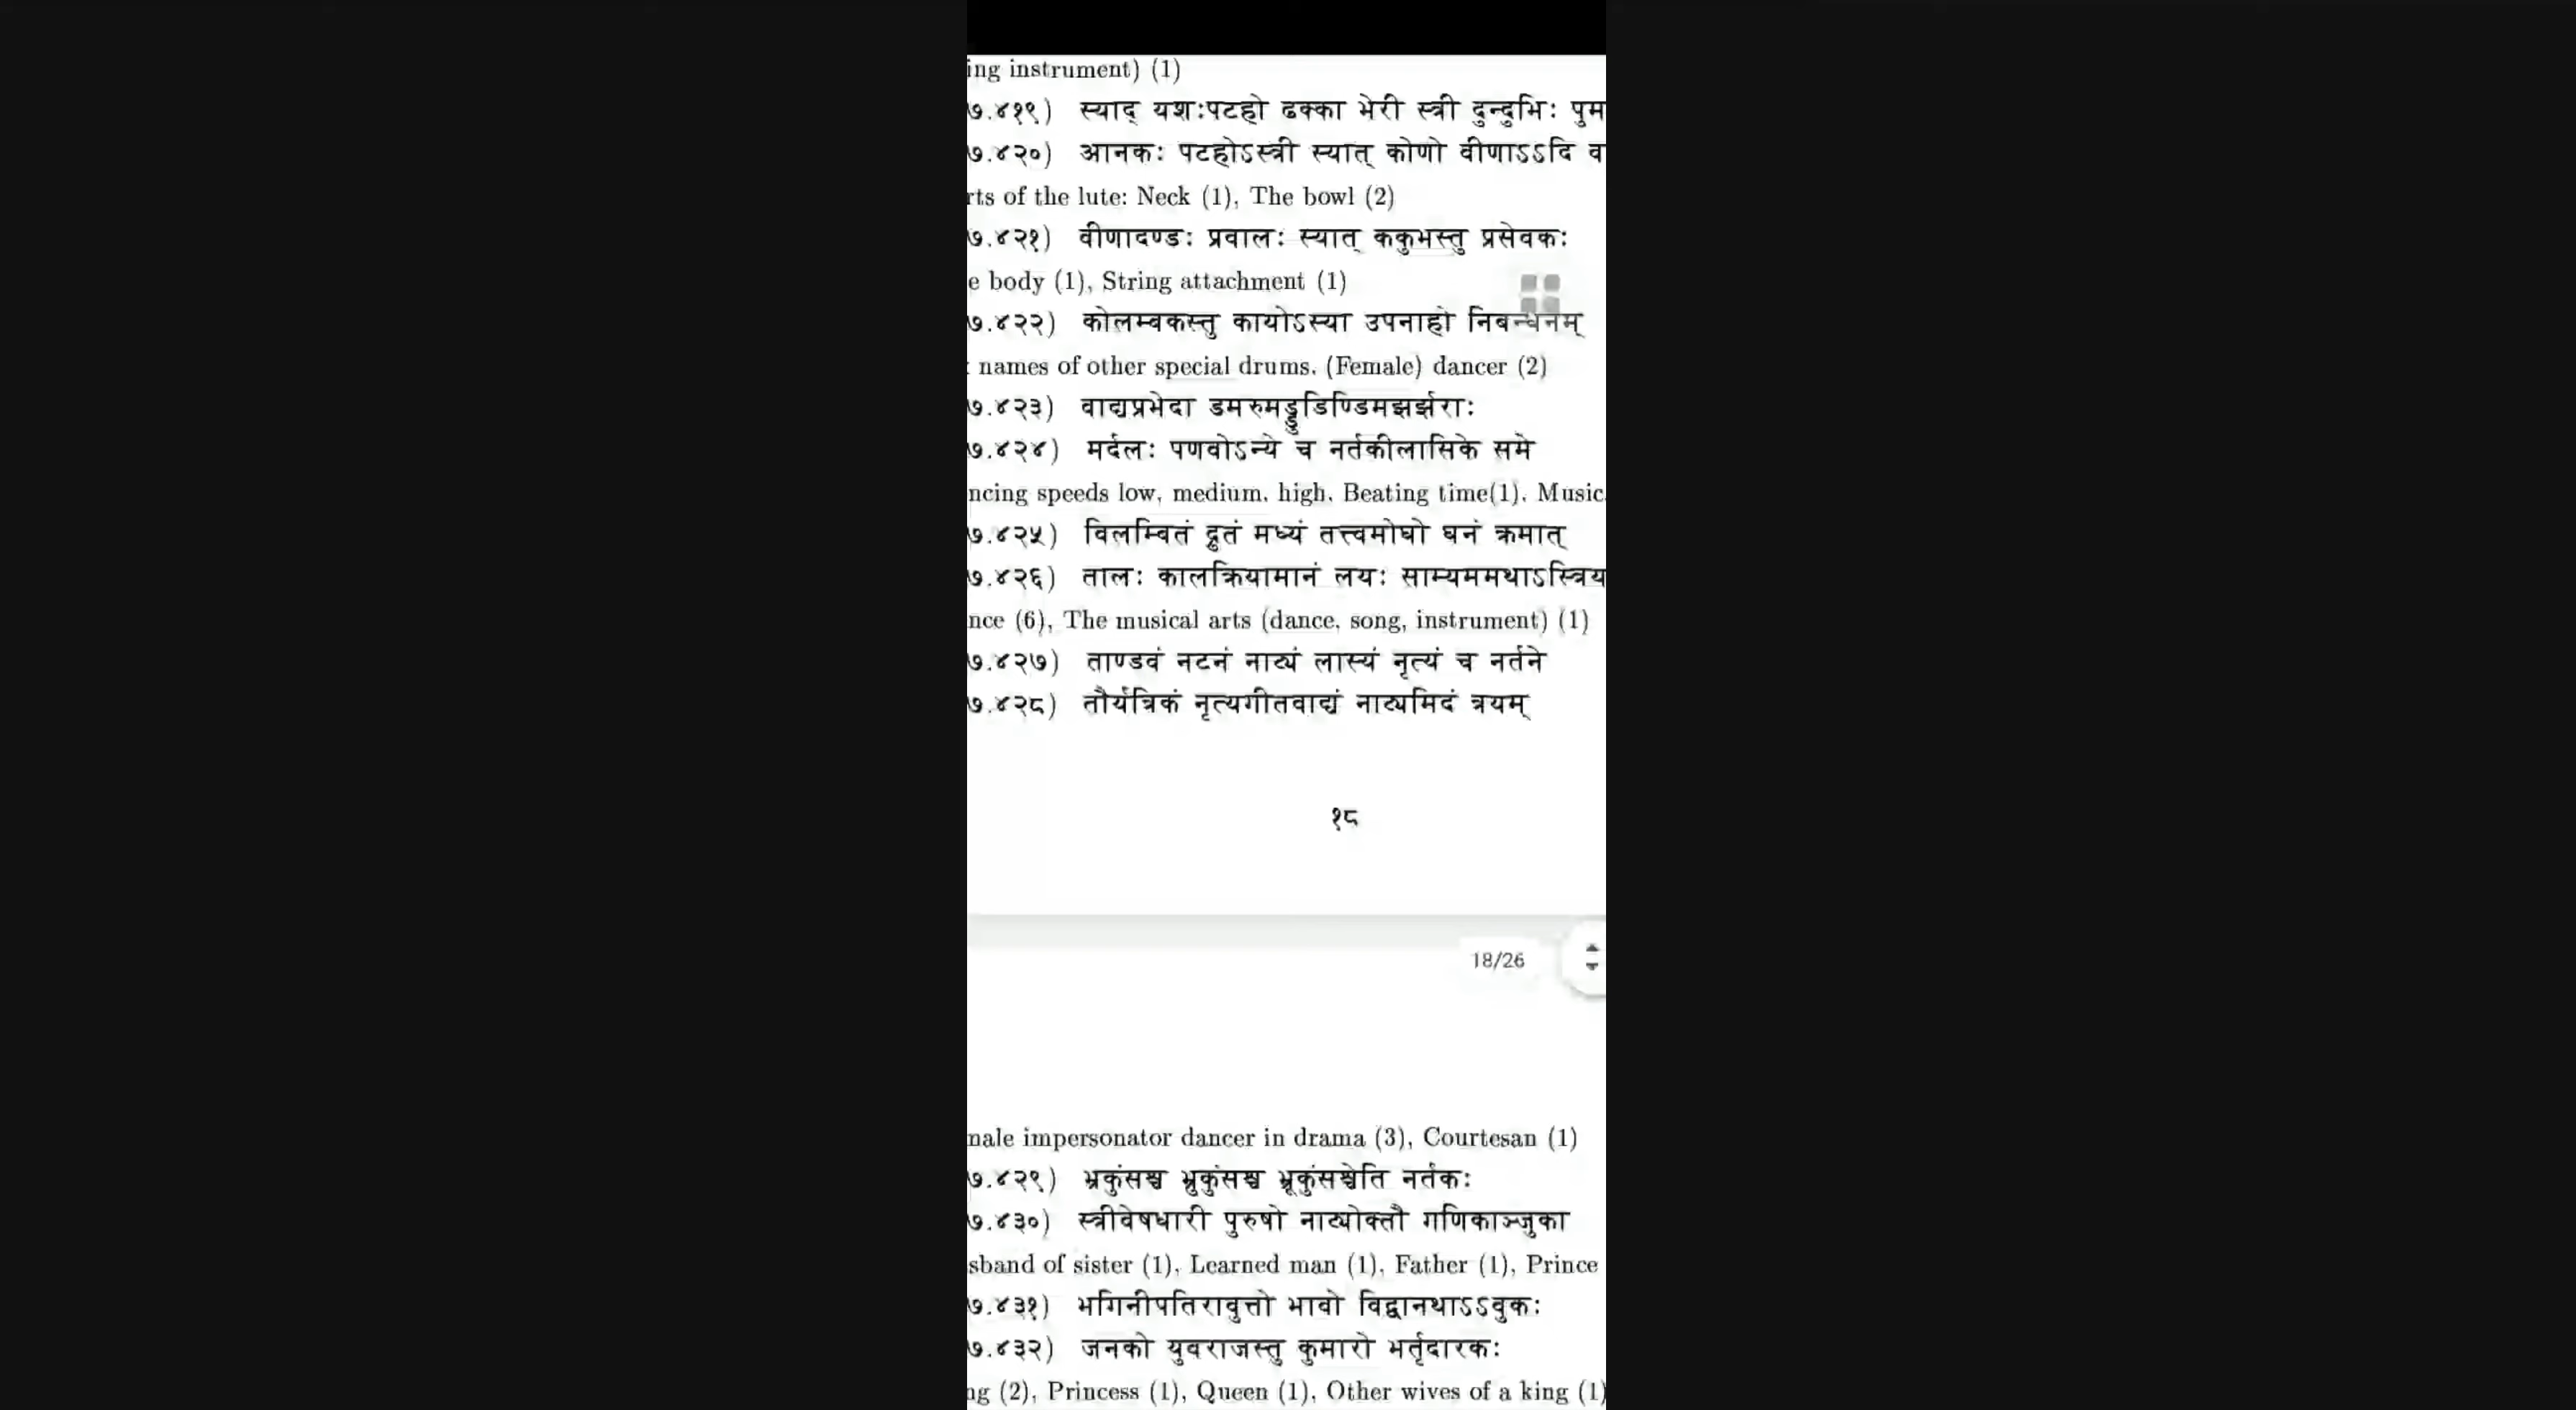 ing instrument) (1)
७.४१९) स्याद् यशःपटहो ढक्का भेरी स्त्री दुन्दुभिः पुम
७.४२०) आनकः पटहोऽस्त्री स्यात् कोणो वीणाऽऽदि व
rts of the lute: Neck (1), The bowl (2)
७.४२१) वीणादण्डः प्रवालः स्यात् ककुभस्तु प्रसेवकः
e body (1), String attachment (1)
७.४२२) कोलम्बकस्तु कायोऽस्या उपनाहो निबन्धनम्
names of other special drums, (Female) dancer (2)
७.४२३) वाद्यप्रभेदा डमरुमड्डुडिण्डिमझर्झराः
७.४२४) मर्दलः पणवोऽन्ये च नर्तकीलासिके समे
ncing speeds low, medium, high, Beating time(1), Music
७.४२५) विलम्बितं द्रुतं मध्यं तत्त्वमोघो घनं क्रमात्
७.४२६) तालः कालक्रियामानं लयः साम्यममथाऽस्त्रिय
nce (6), The musical arts (dance, song, instrument) (1)
७.४२७) ताण्डवं नटनं नाट्यं लास्यं नृत्यं च नर्तने
७.४२८) तौर्यत्रिकं नृत्यगीतवाद्यं नाट्यमिदं त्रयम्
१८
18/26
nale impersonator dancer in drama (3), Courtesan (1)
७.४२९) भ्रकुंसश्च भ्रुकुंसश्च भ्रूकुंसश्चेति नर्तकः
७.४३०) स्त्रीवेषधारी पुरुषो नाट्योक्तौ गणिकाञ्जुका
sband of sister (1), Learned man (1), Father (1), Prince
७.४३१) भगिनीपतिरावुत्तो भावो विद्वानथाऽऽवुकः
७.४३२) जनको युवराजस्तु कुमारो भर्तृदारकः
ng (2), Princess (1), Queen (1), Other wives of a king (1)